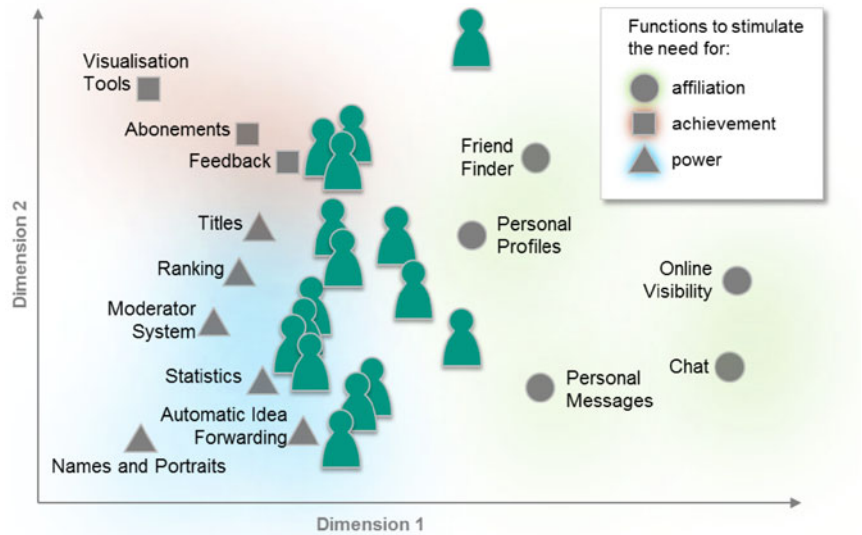 Functions to stimulate
the need for:
affiliation
achievement
power
Visualisation
Tools
Abonements
Feedback
Friend
Finder
Titles
Personal
Profiles
Ranking
Online
Visibility
Moderator
System
Statistics
Chat
Personal
Messages
Automatic Idea
Forwarding
Names and Portraits
Dimension 2
Dimension 1